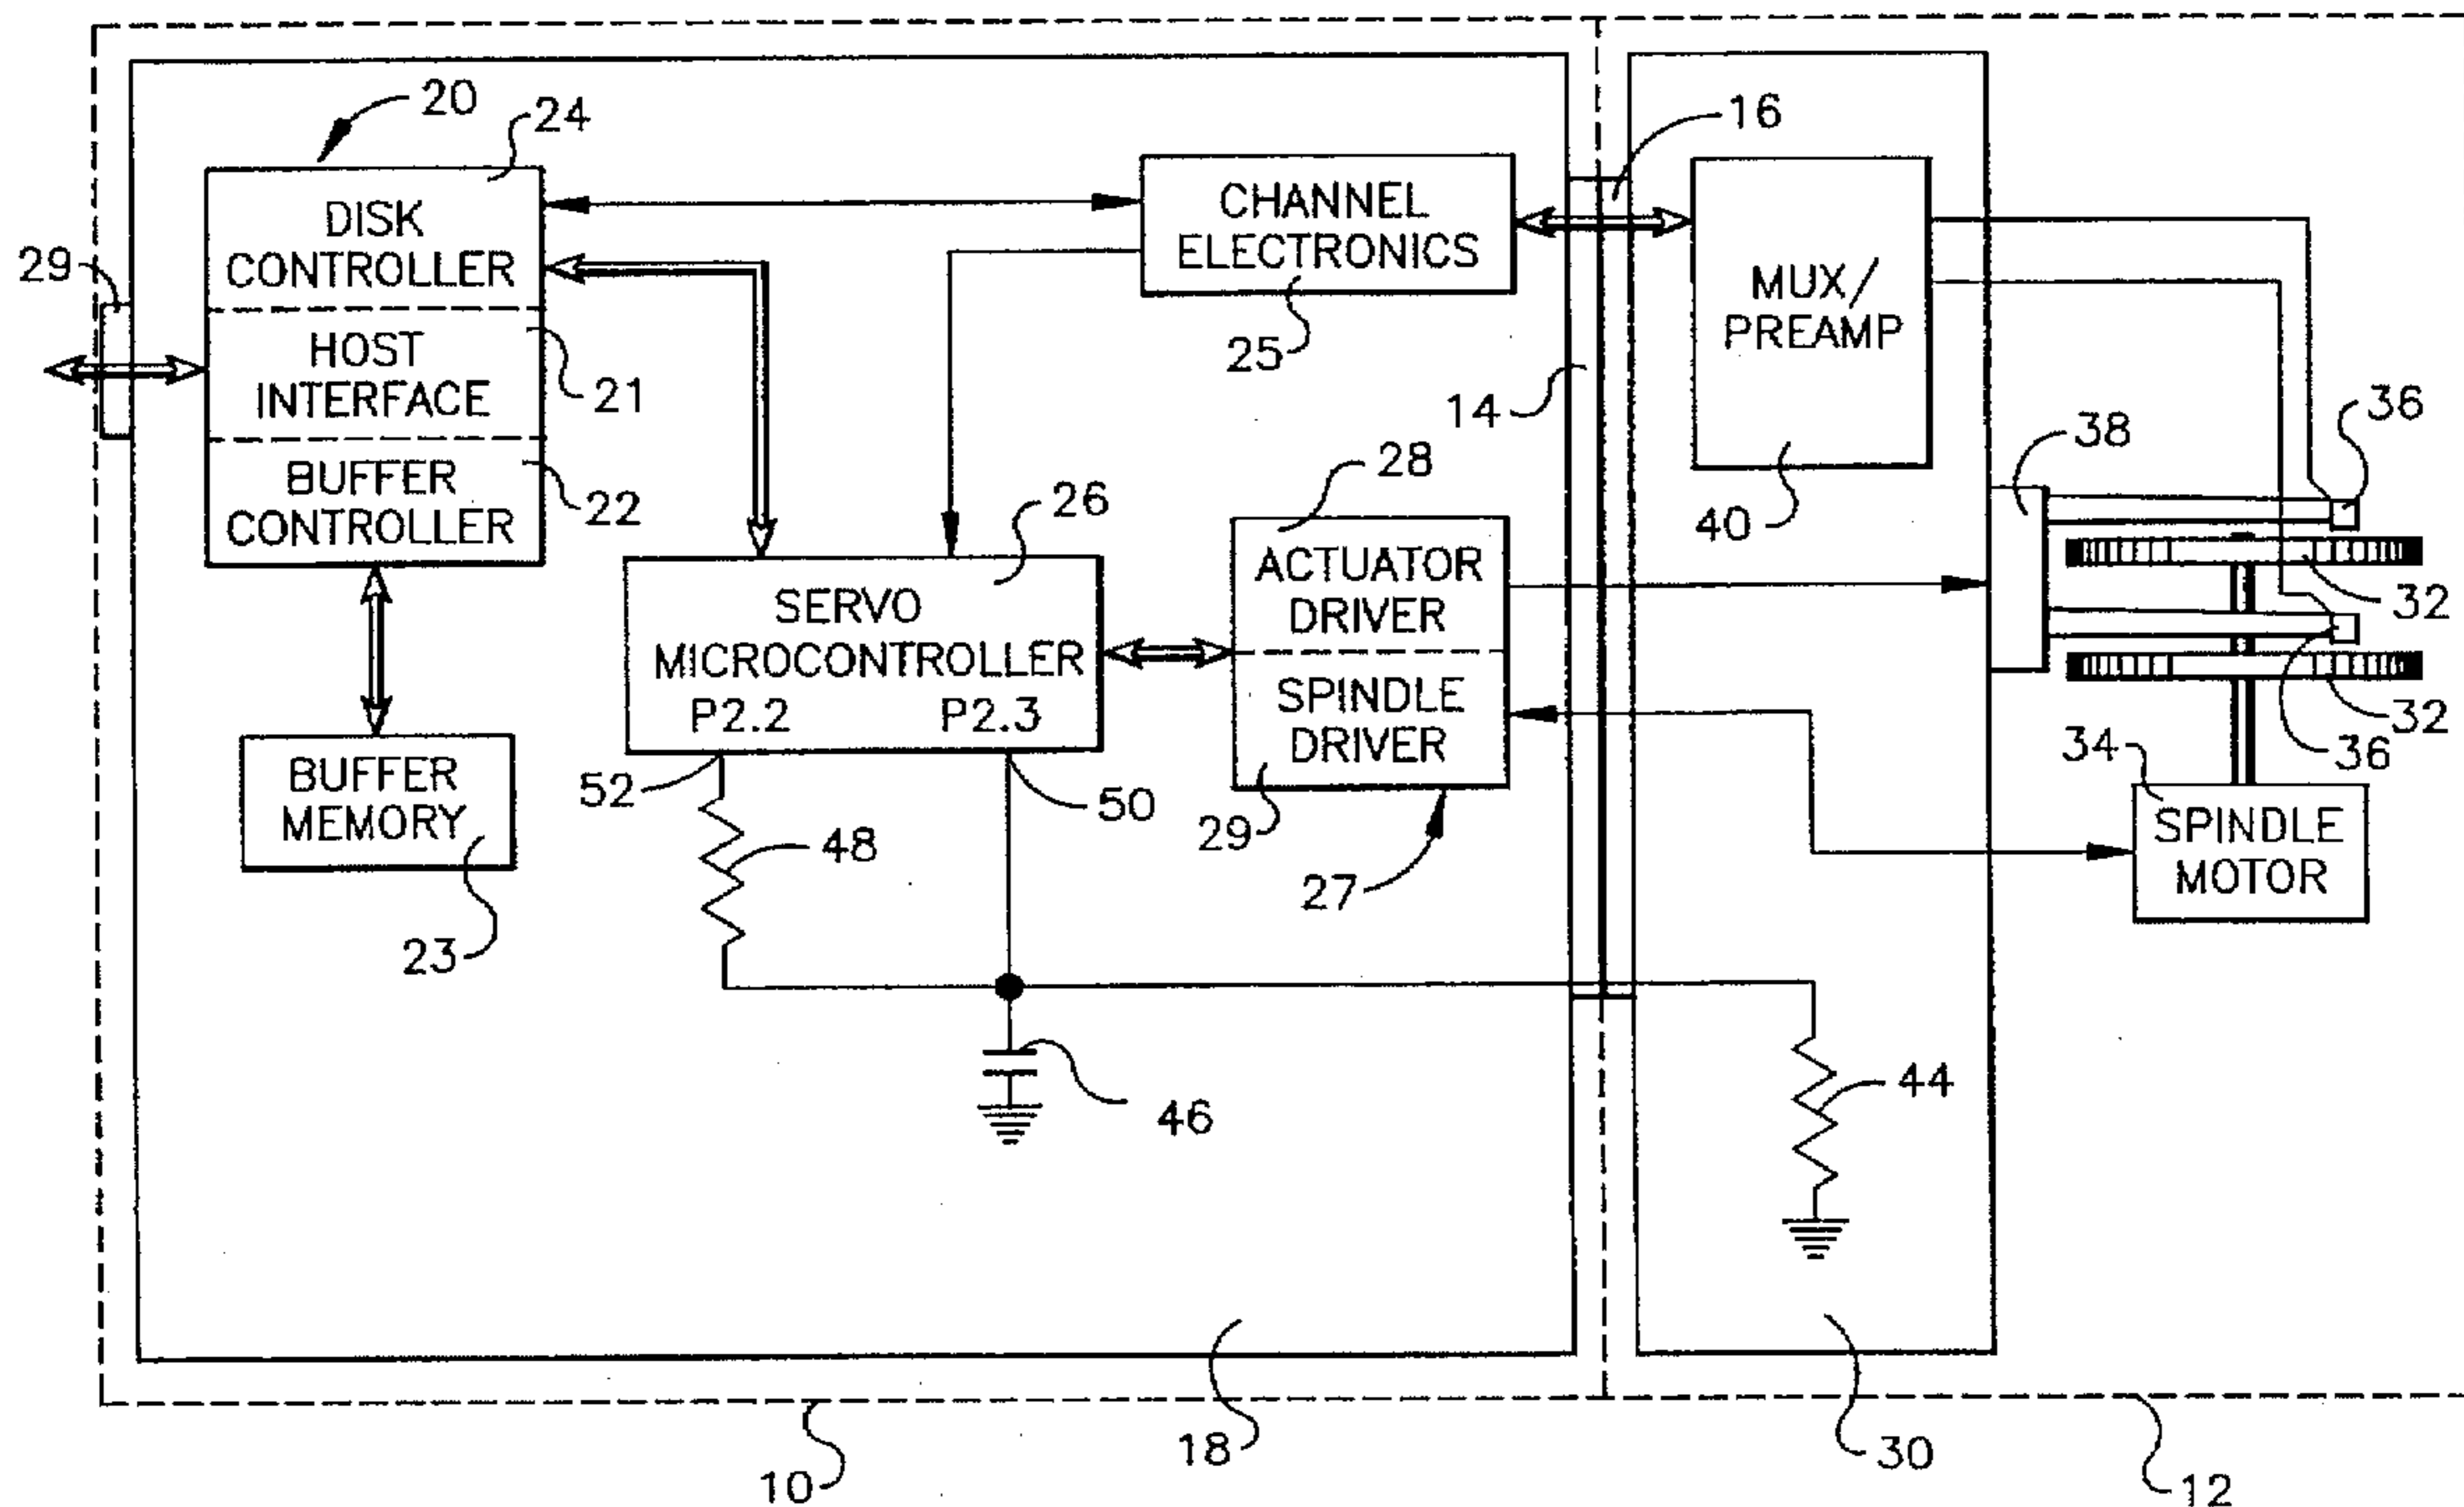 20
24
DISK
CONTROLLER
29
HOST
INTERFACE
21
BUFFER
CONTROLLER
22
BUFFER
MEMORY
23
CHANNEL
ELECTRONICS
25
26
SERVO
MICROCONTROLLER
P2.2 P2.3
52
50
48
46
28
ACTUATOR
DRIVER
SPINDLE
DRIVER
29
27
14
16
MUX/
PREAMP
40
38
36
32
32
36
34
SPINDLE
MOTOR
44
10
18
30
12